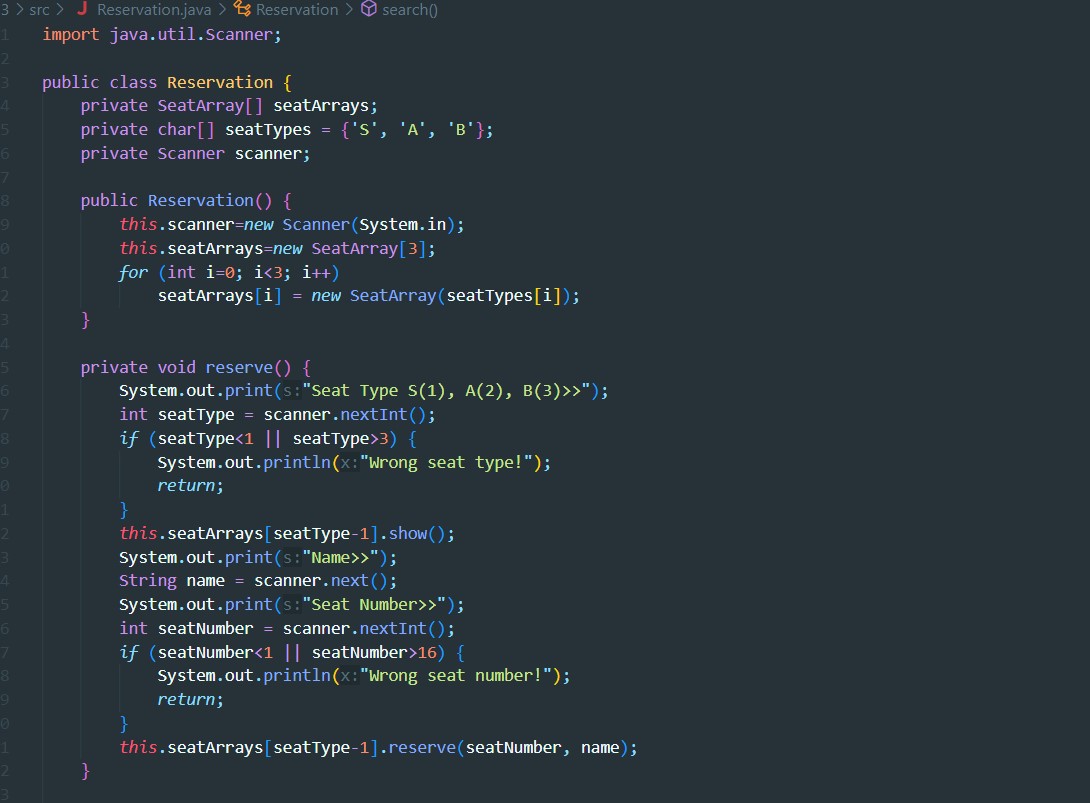 3 > src > J Reservation.java > Reservation > search()
1 import java.util.Scanner;
2
3 public class Reservation {
4     private SeatArray[] seatArrays;
5     private char[] seatTypes = {'S', 'A', 'B'};
6     private Scanner scanner;
7
8     public Reservation() {
9         this.scanner=new Scanner(System.in);
0         this.seatArrays=new SeatArray[3];
1         for (int i=0; i<3; i++)
2             seatArrays[i] = new SeatArray(seatTypes[i]);
3     }
4
5     private void reserve() {
6         System.out.print(s:"Seat Type S(1), A(2), B(3)>>");
7         int seatType = scanner.nextInt();
8         if (seatType<1 || seatType>3) {
9             System.out.println(x:"Wrong seat type!");
0             return;
1         }
2         this.seatArrays[seatType-1].show();
3         System.out.print(s:"Name>>");
4         String name = scanner.next();
5         System.out.print(s:"Seat Number>>");
6         int seatNumber = scanner.nextInt();
7         if (seatNumber<1 || seatNumber>16) {
8             System.out.println(x:"Wrong seat number!");
9             return;
0         }
1         this.seatArrays[seatType-1].reserve(seatNumber, name);
2     }
3